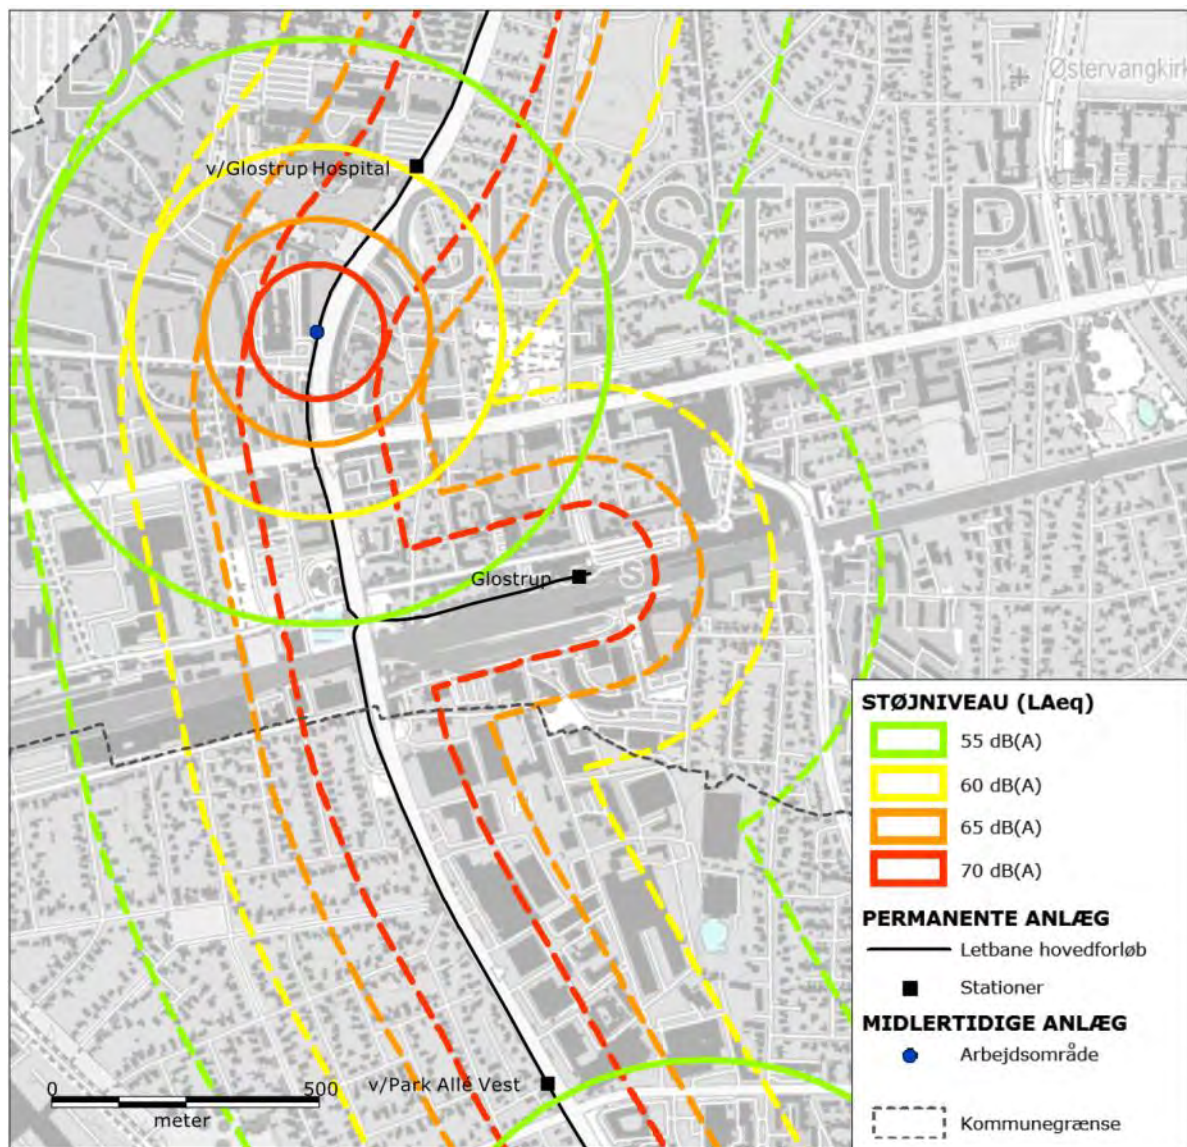 Østervangkirk
v/Glostrup Hospital
GLOSTRUP
Glostrup
S
STØJNIVEAU (LAeq)
55 dB(A)
60 dB(A)
65 dB(A)
70 dB(A)
PERMANENTE ANLÆG
Letbane hovedforløb
Stationer
MIDLERTIDIGE ANLÆG
Arbejdsområde
Kommunegrænse
v/Park Allé Vest
0 500
meter